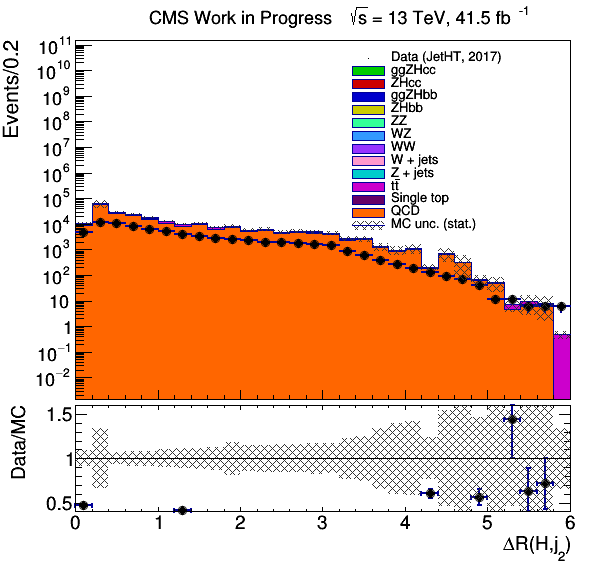 CMS Work in Progress √s = 13 TeV, 41.5 fb⁻¹
Events/0.2
10¹¹
10¹⁰
10⁹
10⁸
10⁷
10⁶
10⁵
10⁴
10³
10²
10
1
10⁻¹
10⁻²
Data (JetHT, 2017)
ggZHcc
ZHcc
ggZHbb
ZHbb
ZZ
WZ
WW
W + jets
Z + jets
tt̄
Single top
QCD
MC unc. (stat.)
Data/MC
1.5
1
0.5
0 1 2 3 4 5 6
ΔR(H,j₂)